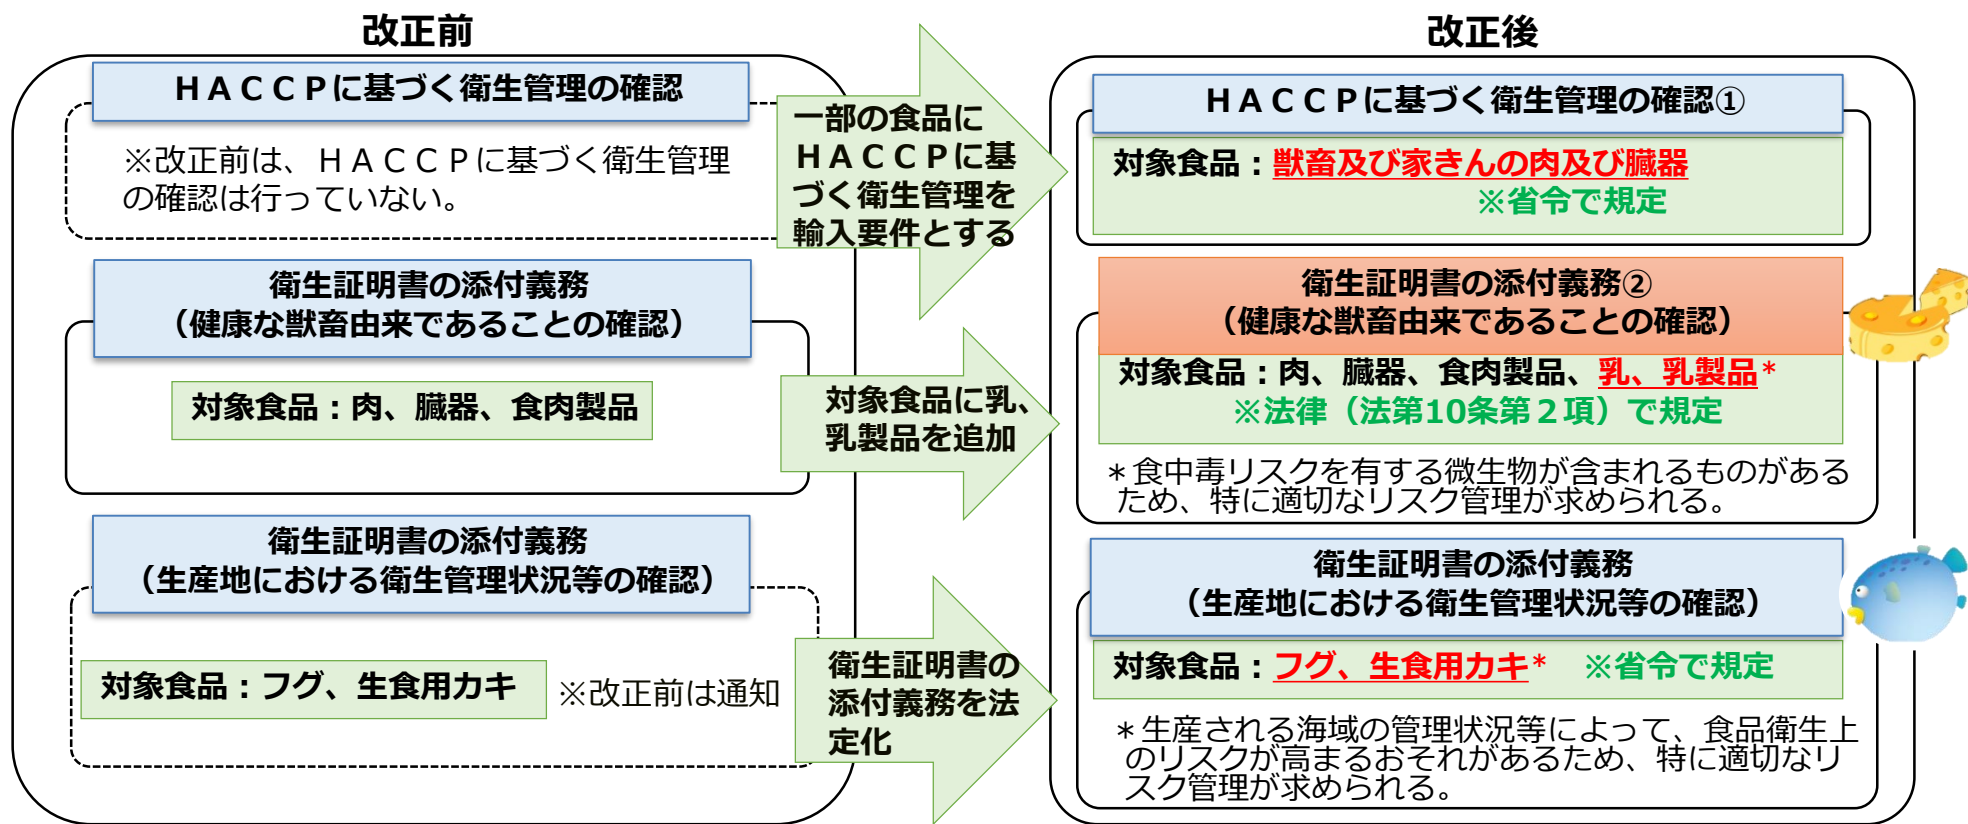 改正前
ＨＡＣＣＰに基づく衛生管理の確認
※改正前は、ＨＡＣＣＰに基づく衛生管理
の確認は行っていない。
衛生証明書の添付義務
（健康な獣畜由来であることの確認）
対象食品：肉、臓器、食肉製品
衛生証明書の添付義務
（生産地における衛生管理状況等の確認）
対象食品：フグ、生食用カキ
※改正前は通知
一部の食品に
ＨＡＣＣＰに基
づく衛生管理を
輸入要件とする
対象食品に乳、
乳製品を追加
衛生証明書の
添付義務を法
定化
改正後
ＨＡＣＣＰに基づく衛生管理の確認①
対象食品：獣畜及び家きんの肉及び臓器
※省令で規定
衛生証明書の添付義務②
（健康な獣畜由来であることの確認）
対象食品：肉、臓器、食肉製品、乳、乳製品*
※法律（法第10条第２項）で規定
＊食中毒リスクを有する微生物が含まれるものがある
ため、特に適切なリスク管理が求められる。
衛生証明書の添付義務
（生産地における衛生管理状況等の確認）
対象食品：フグ、生食用カキ*　※省令で規定
＊生産される海域の管理状況等によって、食品衛生上
のリスクが高まるおそれがあるため、特に適切なリ
スク管理が求められる。